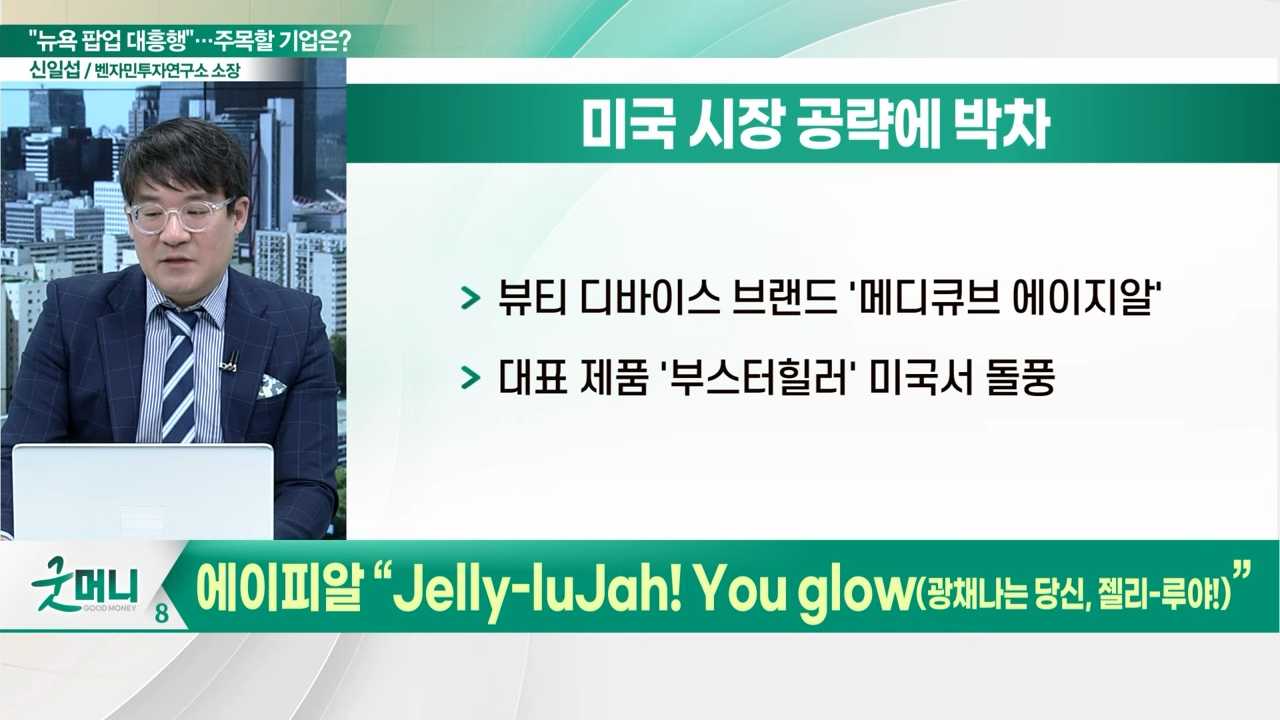 "뉴욕 팝업 대흥행"…주목할 기업은?
신일섭 / 벤자민투자연구소 소장
미국 시장 공략에 박차
> 뷰티 디바이스 브랜드 '메디큐브 에이지알'
> 대표 제품 '부스터힐러' 미국서 돌풍
굿머니
GOOD MONEY
8
에이피알 “Jelly-luJah! You glow(광채나는 당신, 젤리-루야!)”